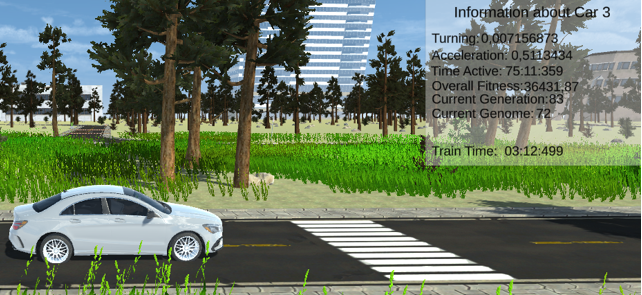 Information about Car 3
Turning:0,007156873
Acceleration: 0,5113434
Time Active: 75:11:359
Overall Fitness:36431,87
Current Generation:83
Current Genome: 72
Train Time: 03:12:499